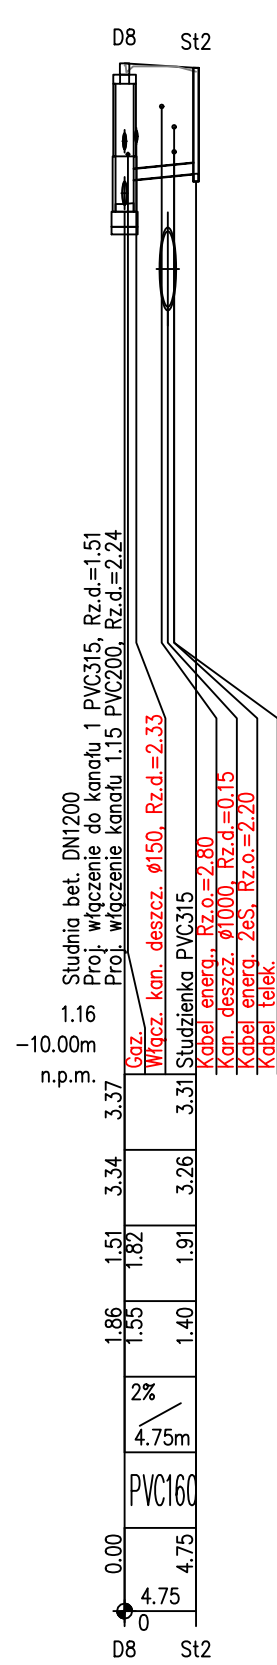 D8
St2
Studnia bet. DN1200
Proj. włączenie do kanału 1 PVC315, Rz.d.=1.51
Proj. włączenie kanału 1.15 PVC200, Rz.d.=2.24
Gaz.
Włącz. kan. deszcz. ø150, Rz.d.=2.33
Studzienka PVC315
Kabel energ., Rz.o.=2.80
Kan. deszcz. ø1000, Rz.d.=0.15
Kabel energ. 2eS, Rz.o.=2.20
Kabel telek.
1.16
-10.00m
n.p.m.
3.37
3.31
3.34
3.26
1.51
1.82
1.91
1.86
1.55
1.40
2%
4.75m
PVC160
0.00
4.75
4.75
0
D8
St2